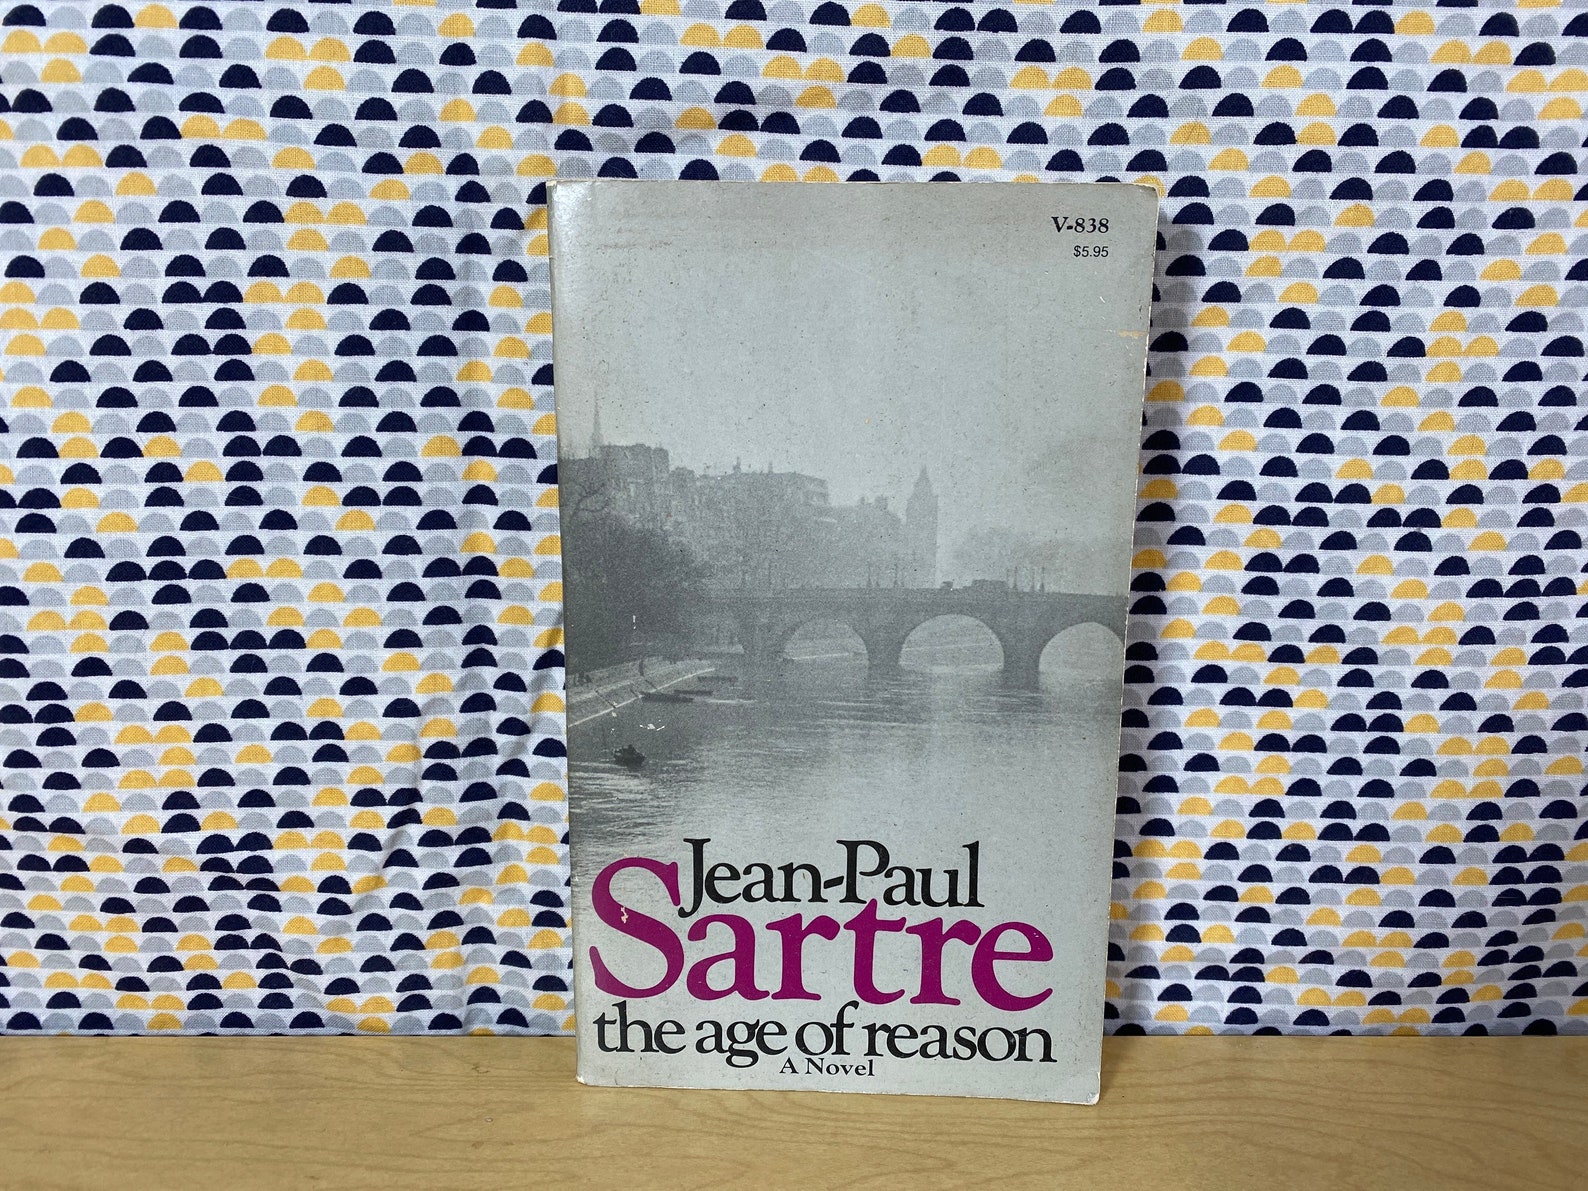 V-838
$5.95
Jean-Paul
Sartre
the age of reason
A Novel